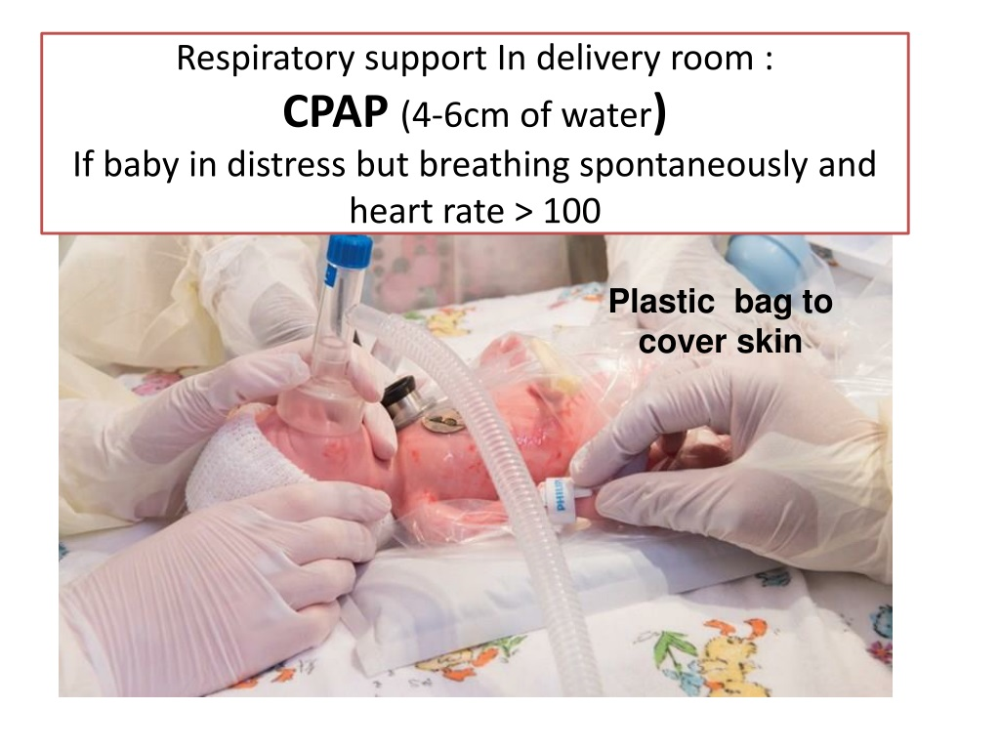 Respiratory support In delivery room :
CPAP (4-6cm of water)
If baby in distress but breathing spontaneously and
heart rate > 100
Plastic  bag to
cover skin
PHILIPS